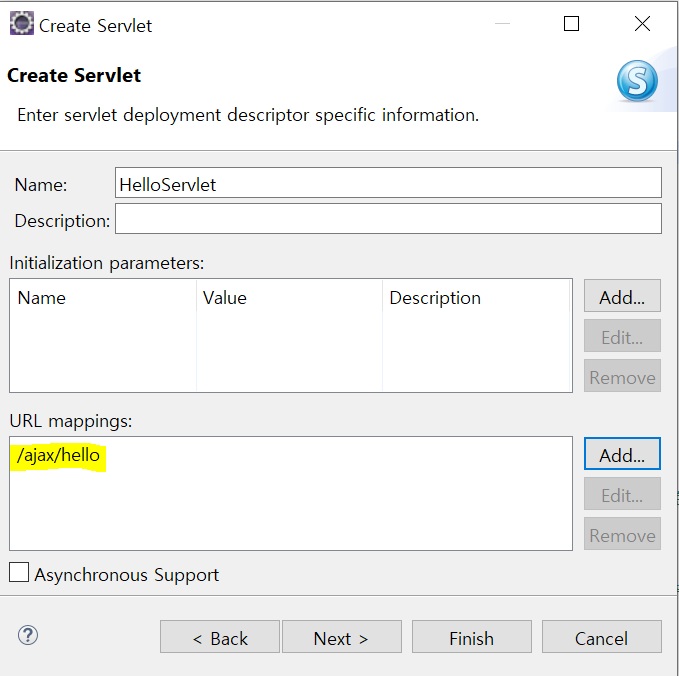 Create Servlet
Create Servlet
Enter servlet deployment descriptor specific information.
Name: HelloServlet
Description:
Initialization parameters:
Name Value Description
Add...
Edit...
Remove
URL mappings:
/ajax/hello
Add...
Edit...
Remove
Asynchronous Support
< Back Next > Finish Cancel